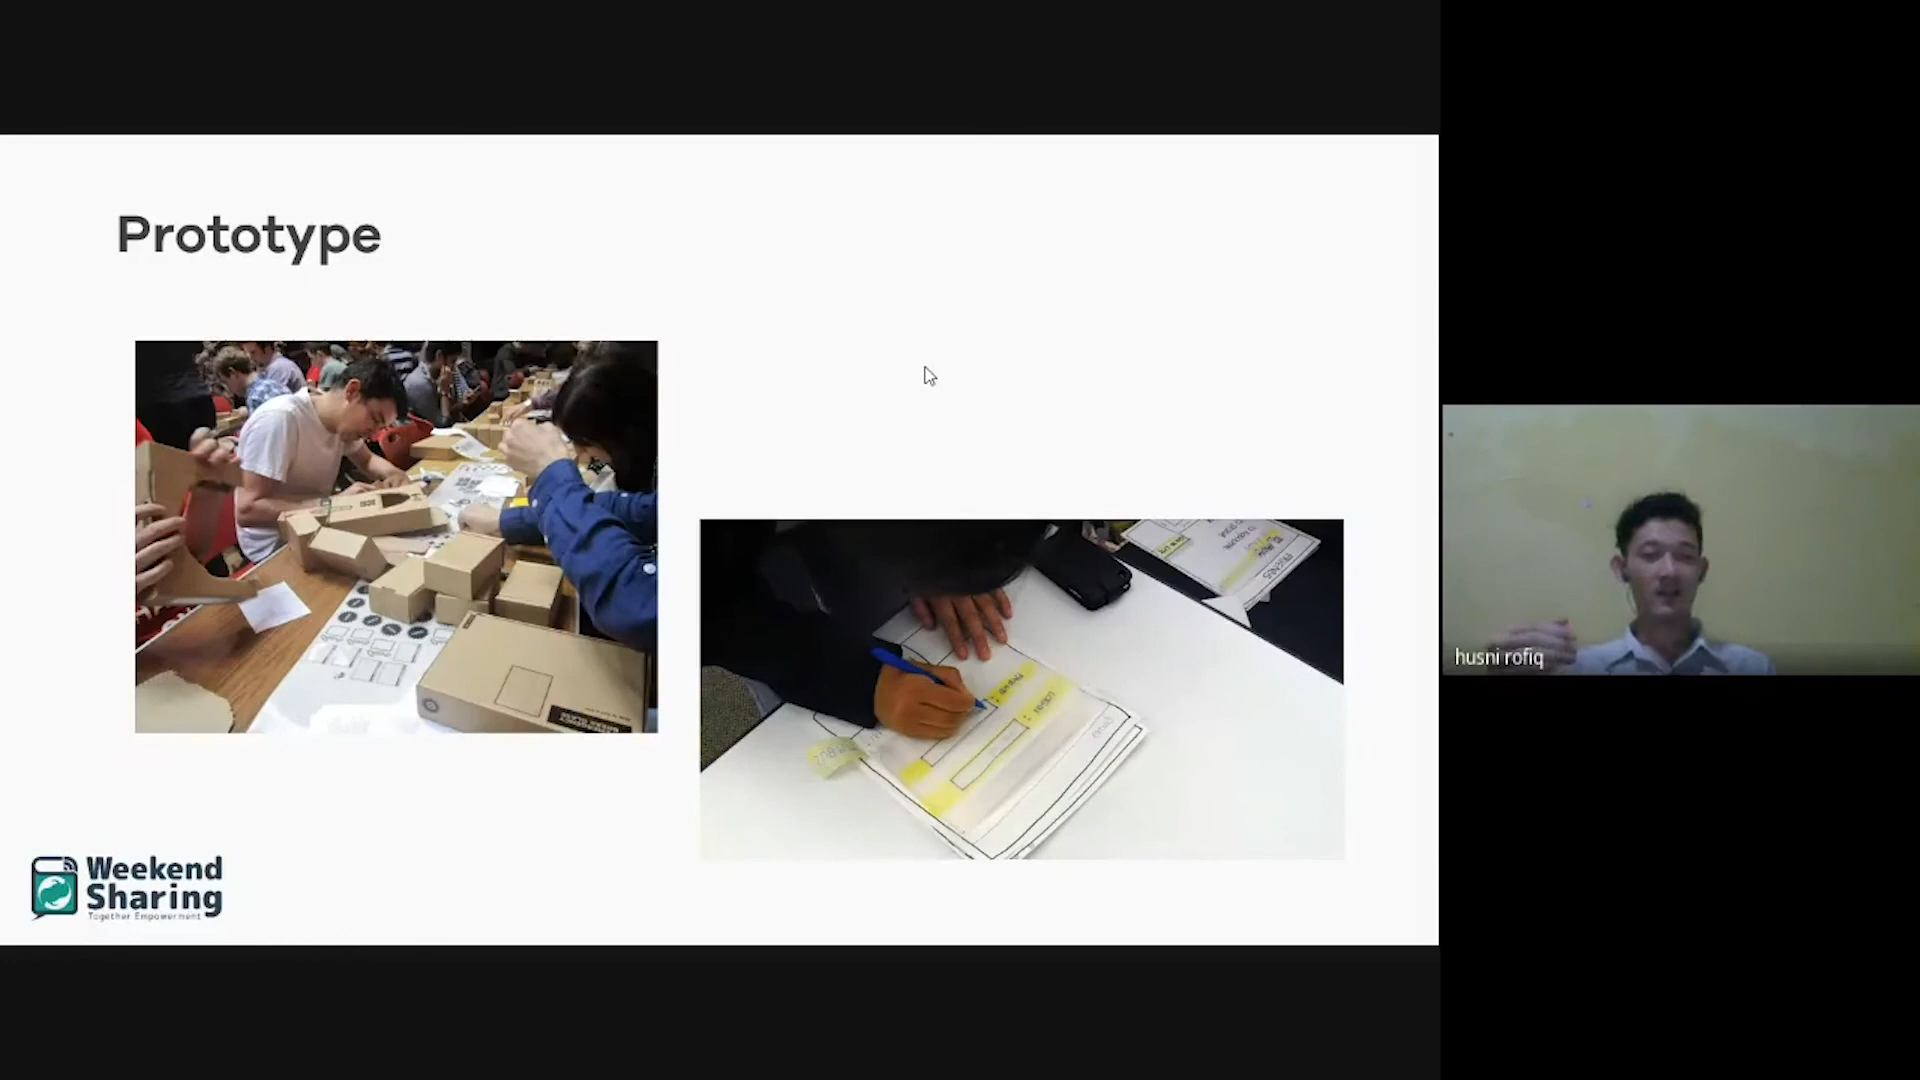 Prototype
Weekend
Sharing
Together Empowerment
husni rofiq